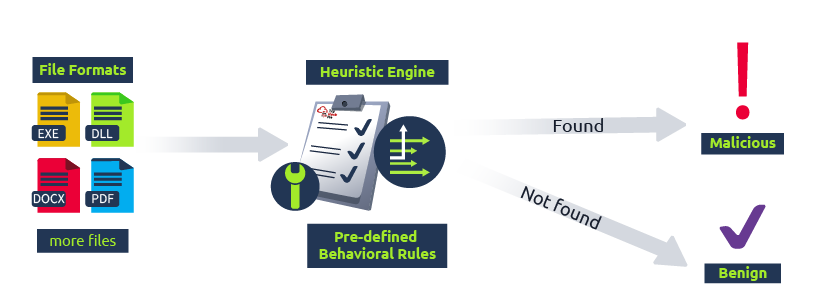 File Formats
EXE
DLL
DOCX
PDF
more files
Heuristic Engine
Pre-defined
Behavioral Rules
Found
Not found
Malicious
Benign